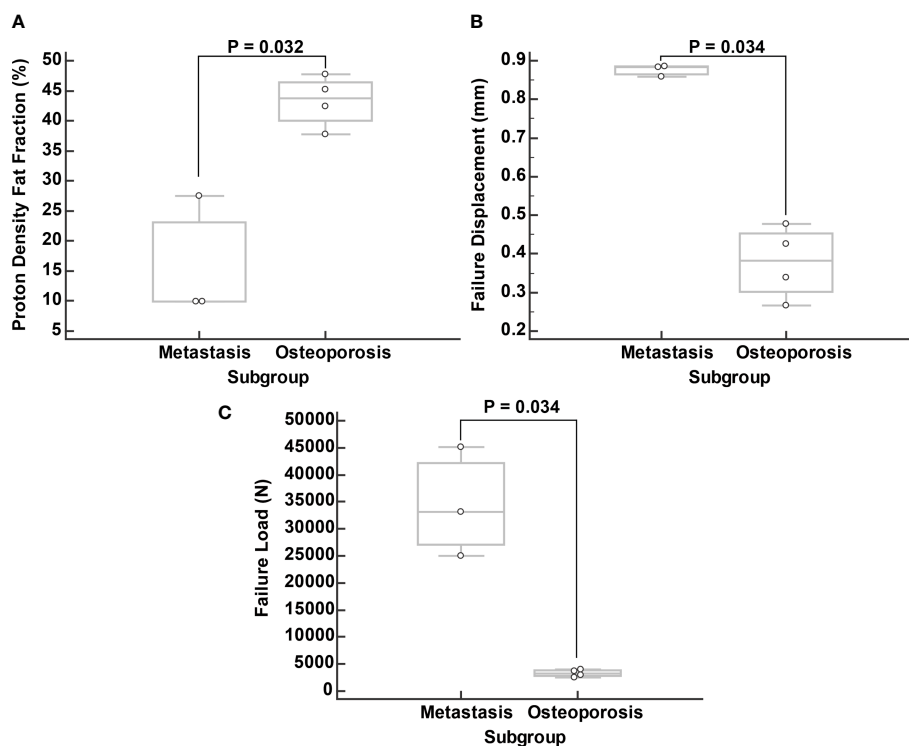 A
P = 0.032
50
45
40
35
30
25
20
15
10
5
Proton Density Fat Fraction (%)
Metastasis Osteoporosis
Subgroup
B
P = 0.034
0.9
0.8
0.7
0.6
0.5
0.4
0.3
0.2
Failure Displacement (mm)
Metastasis Osteoporosis
Subgroup
C
P = 0.034
50000
45000
40000
35000
30000
25000
20000
15000
10000
5000
0
Failure Load (N)
Metastasis Osteoporosis
Subgroup